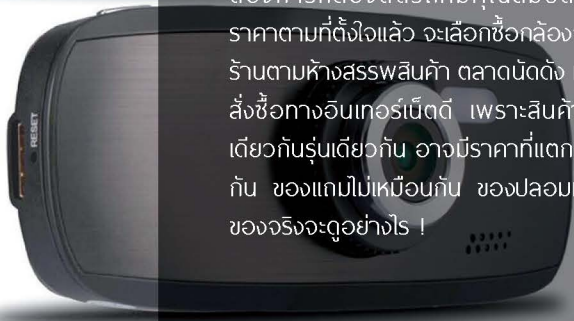 ราคาตามที่ตั้งใจแล้ว จะเลือกซื้อกล้อง
ร้านตามห้างสรรพสินค้า ตลาดนัดดัง
สั่งซื้อทางอินเทอร์เน็ตดี เพราะสินค้า
เดียวกันรุ่นเดียวกัน อาจมีราคาที่แตก
กัน ของแถมไม่เหมือนกัน ของปลอม
ของจริงจะดูอย่างไร !
RESET